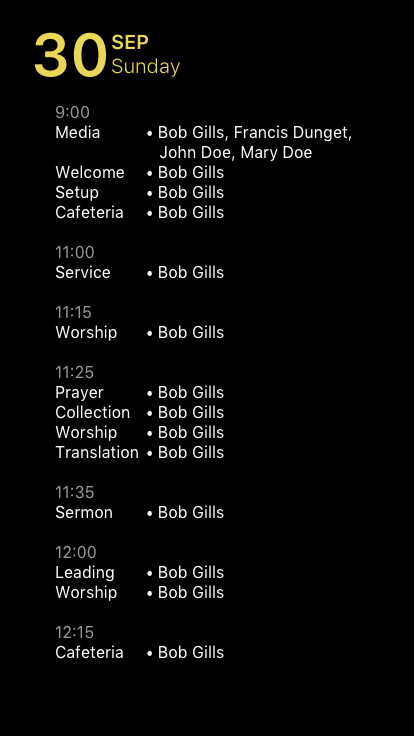 30 SEP
Sunday
9:00
Media • Bob Gills, Francis Dunget,
John Doe, Mary Doe
Welcome • Bob Gills
Setup • Bob Gills
Cafeteria • Bob Gills
11:00
Service • Bob Gills
11:15
Worship • Bob Gills
11:25
Prayer • Bob Gills
Collection • Bob Gills
Worship • Bob Gills
Translation • Bob Gills
11:35
Sermon • Bob Gills
12:00
Leading • Bob Gills
Worship • Bob Gills
12:15
Cafeteria • Bob Gills